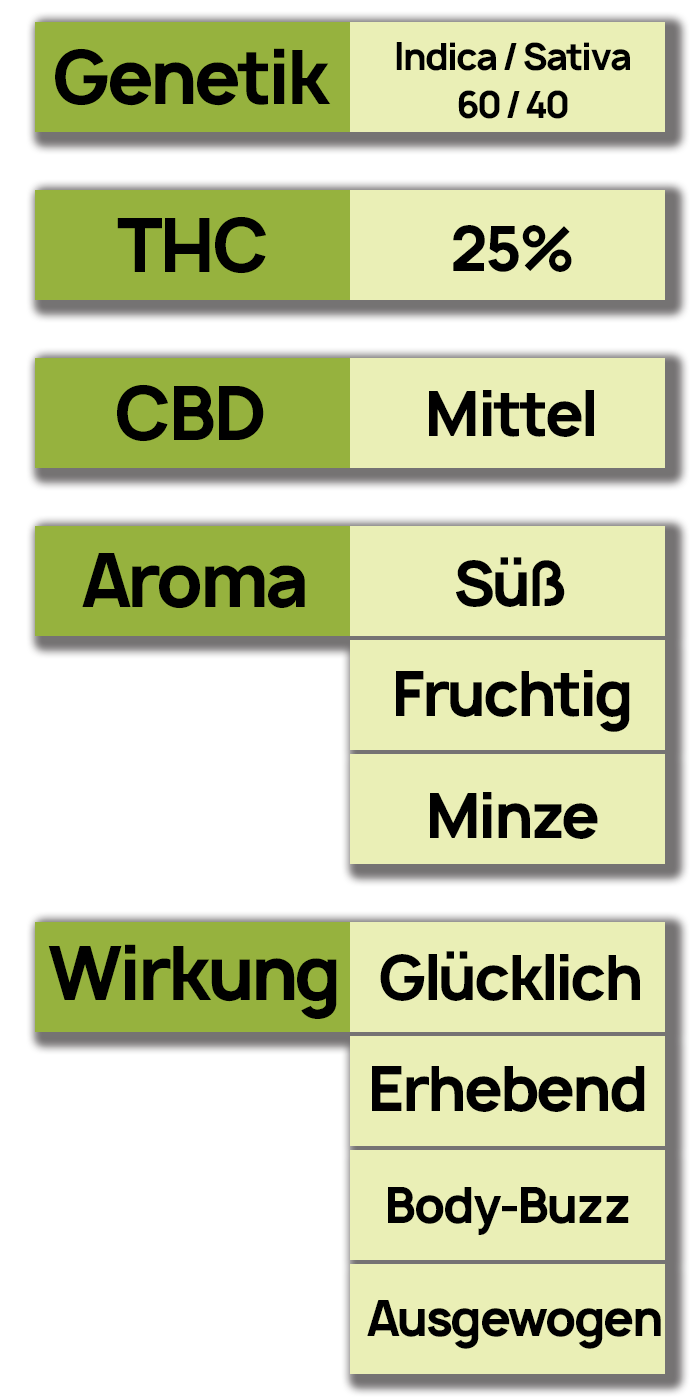 Genetik
Indica / Sativa
60 / 40
THC
25%
CBD
Mittel
Aroma
Süß
Fruchtig
Minze
Wirkung
Glücklich
Erhebend
Body-Buzz
Ausgewogen